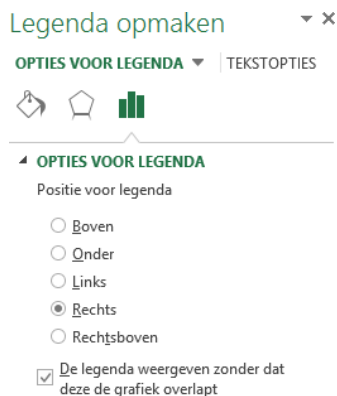 Legenda opmaken
OPTIES VOOR LEGENDA TEKSTOPTIES
OPTIES VOOR LEGENDA
Positie voor legenda
Boven
Onder
Links
Rechts
Rechtsboven
De legenda weergeven zonder dat
deze de grafiek overlapt